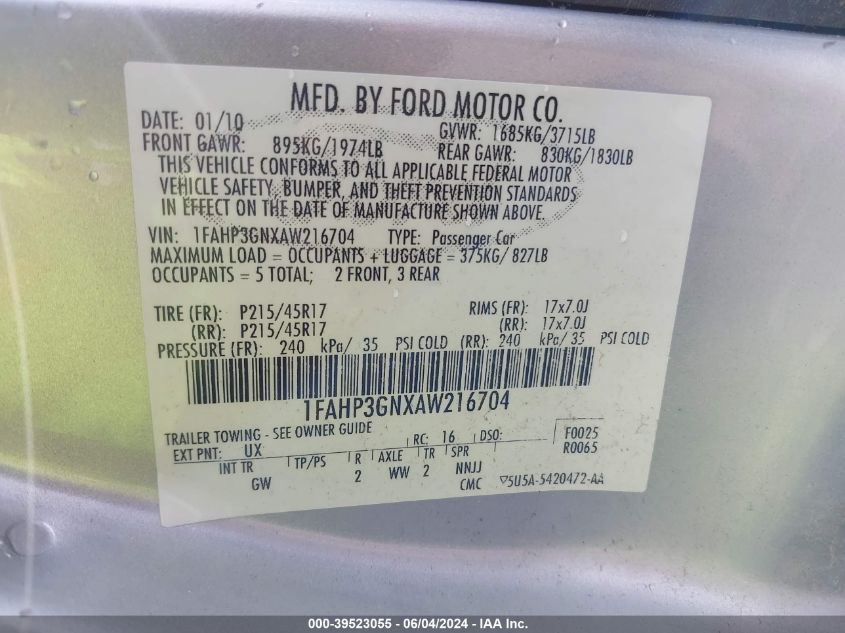 MFD. BY FORD MOTOR CO.
DATE: 01/10 GVWR: 1685KG/3715LB
FRONT GAWR: 895KG/1974LB REAR GAWR: 830KG/1830LB
THIS VEHICLE CONFORMS TO ALL APPLICABLE FEDERAL MOTOR
VEHICLE SAFETY, BUMPER, AND THEFT PREVENTION STANDARDS
IN EFFECT ON THE DATE OF MANUFACTURE SHOWN ABOVE.
VIN: 1FAHP3GNXAW216704 TYPE: Passenger Car
MAXIMUM LOAD = OCCUPANTS + LUGGAGE = 375KG/ 827LB
OCCUPANTS = 5 TOTAL; 2 FRONT, 3 REAR
TIRE (FR): P215/45R17 RIMS (FR): 17x7.0J
(RR): P215/45R17 (RR): 17x7.0J
PRESSURE (FR): 240 kPa/ 35 PSI COLD (RR): 240 kPa/ 35 PSI COLD
1FAHP3GNXAW216704
TRAILER TOWING - SEE OWNER GUIDE
EXT PNT: UX RC: 16 DSO: F0025
R0065
INT TR TP/PS R AXLE TR SPR
GW 2 WW 2 NNJJ
CMC ▽5U5A-5420472-AA
000-39523055 - 06/04/2024 - IAA Inc.